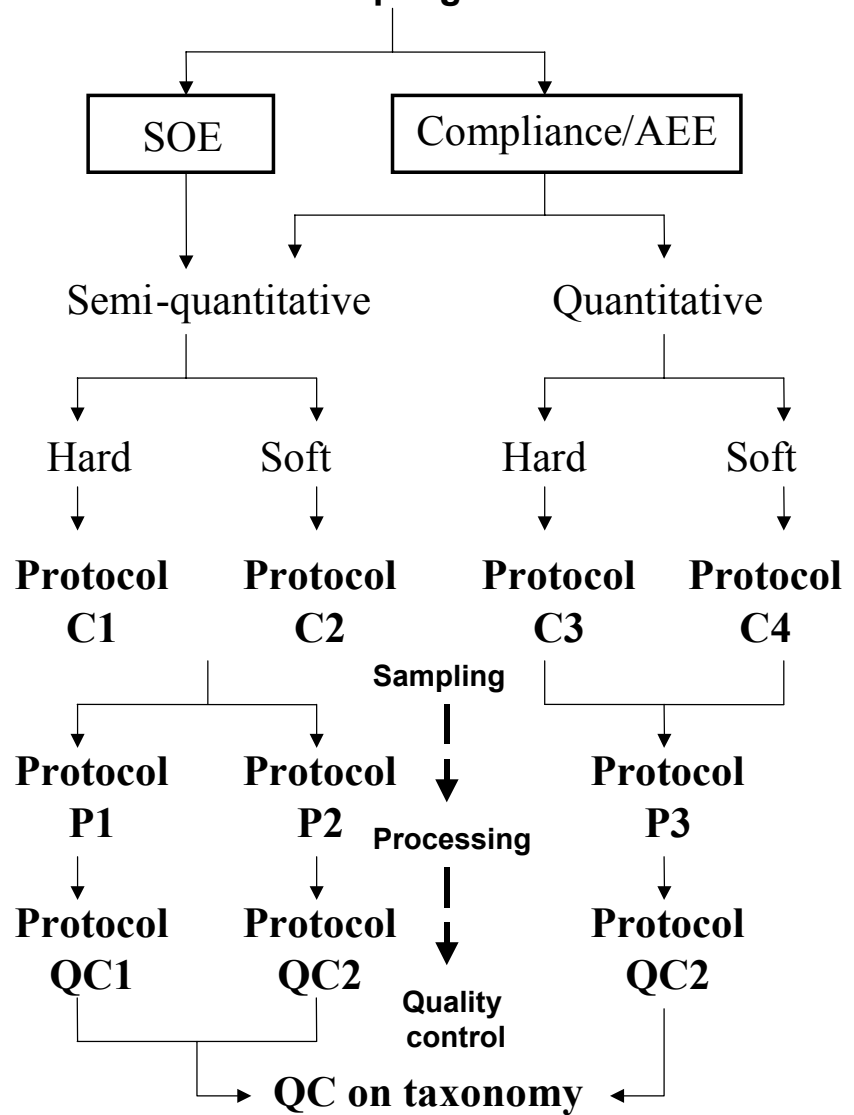 SOE
Compliance/AEE
Semi-quantitative
Quantitative
Hard
Soft
Hard
Soft
Protocol
C1
Protocol
C2
Protocol
C3
Protocol
C4
Sampling
Protocol
P1
Protocol
P2
Processing
Protocol
P3
Protocol
QC1
Protocol
QC2
Quality
control
Protocol
QC2
QC on taxonomy